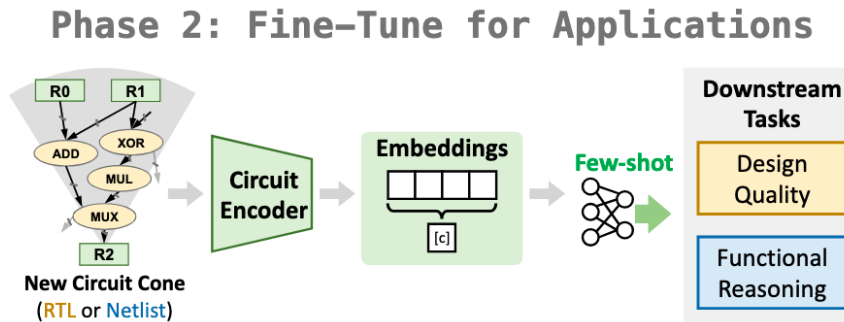 Phase 2: Fine-Tune for Applications
R0
R1
ADD
XOR
MUL
MUX
R2
New Circuit Cone
(RTL or Netlist)
Circuit
Encoder
Embeddings
[c]
Few-shot
Downstream
Tasks
Design
Quality
Functional
Reasoning